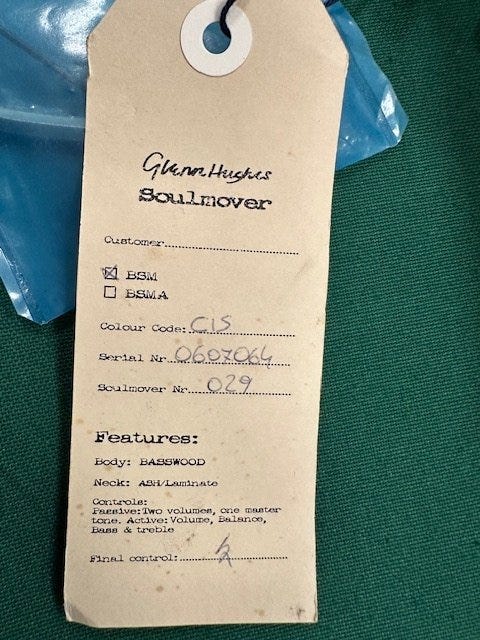 Glenn Hughes
Soulmover
Customer
☒ BSM
☐ BSMA
Colour Code: CIS
Serial Nr 0607064
Soulmover Nr. 029
Features:
Body: BASSWOOD
Neck: ASH/Laminate
Controls:
Passive:Two volumes, one master
tone. Active:Volume, Balance,
Bass & treble
Final control: